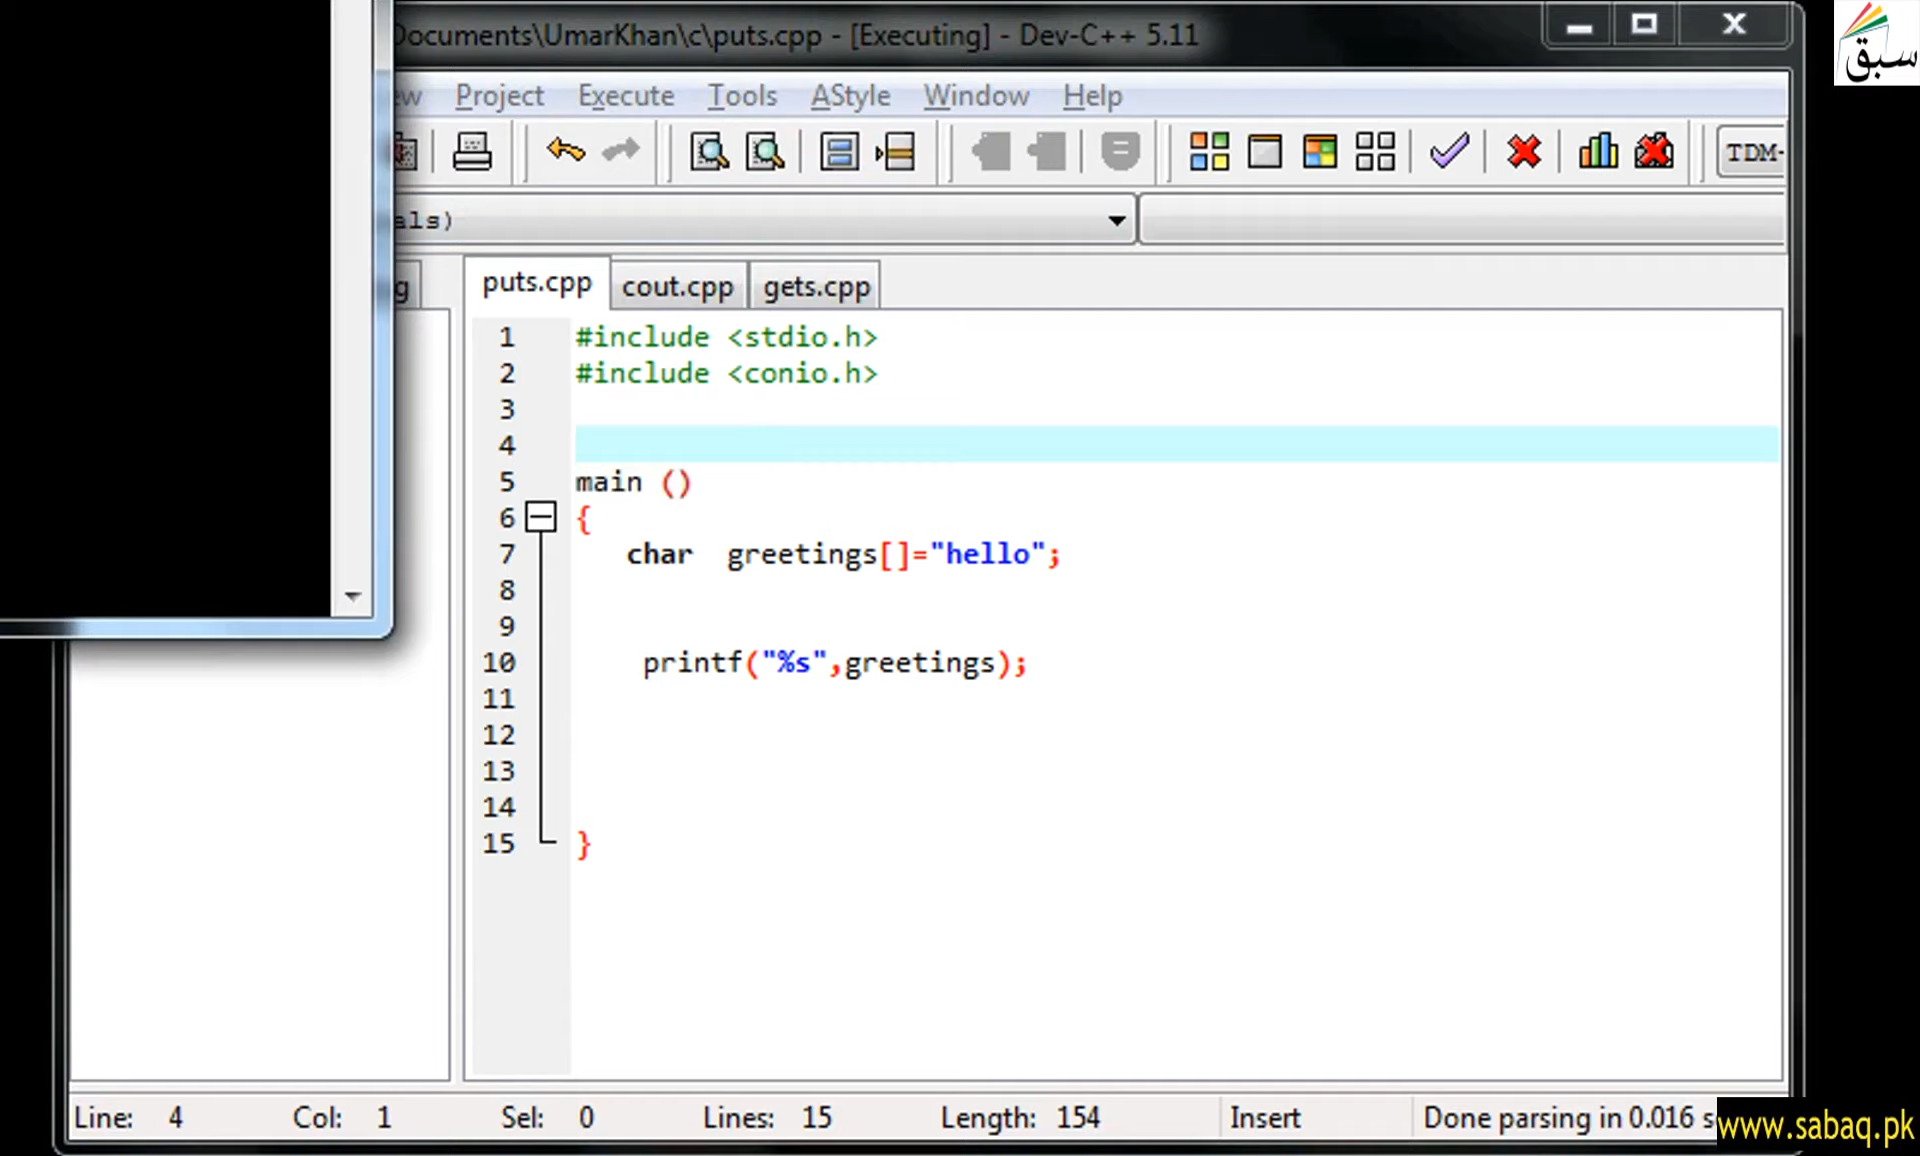 Documents\UmarKhan\c\puts.cpp - [Executing] - Dev-C++ 5.11
سبق
ew Project Execute Tools AStyle Window Help
TDM-
als)
g puts.cpp cout.cpp gets.cpp
1 #include <stdio.h>
2 #include <conio.h>
3
4
5 main ()
6 {
7 char greetings[]="hello";
8
9
10 printf("%s",greetings);
11
12
13
14
15 }
Line: 4 Col: 1 Sel: 0 Lines: 15 Length: 154 Insert Done parsing in 0.016 s
www.sabaq.pk